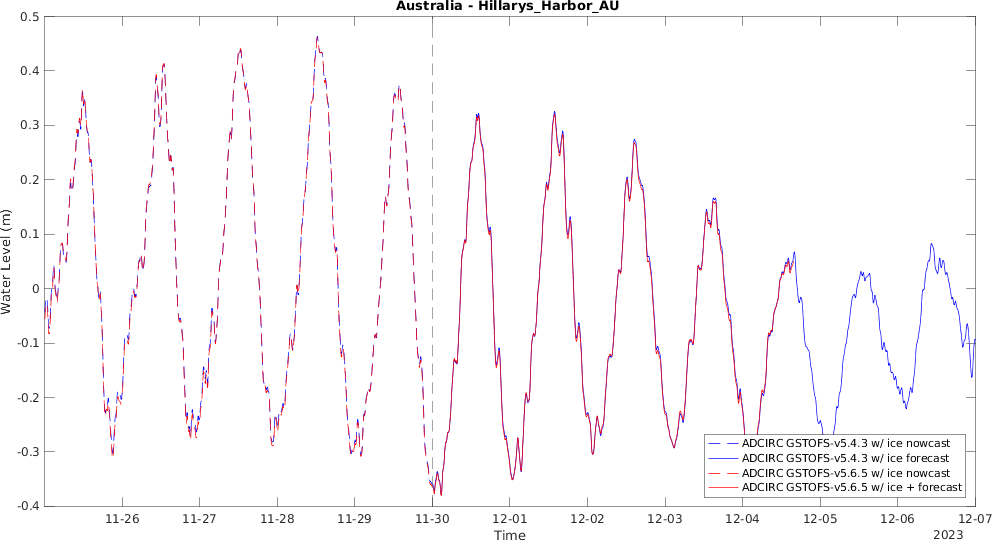 Australia - Hillarys_Harbor_AU
0.5
0.4
0.3
0.2
0.1
0
-0.1
-0.2
-0.3
-0.4
Water Level (m)
ADCIRC GSTOFS-v5.4.3 w/ ice nowcast
ADCIRC GSTOFS-v5.4.3 w/ ice forecast
ADCIRC GSTOFS-v5.6.5 w/ ice nowcast
ADCIRC GSTOFS-v5.6.5 w/ ice + forecast
11-26 11-27 11-28 11-29 11-30 12-01 12-02 12-03 12-04 12-05 12-06 12-07
Time
2023